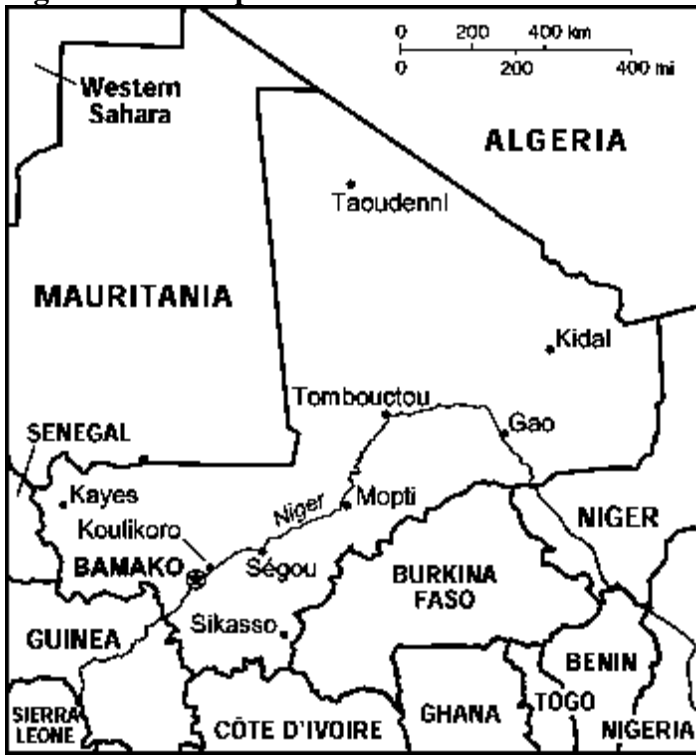 0 200 400 km
0 200 400 mi
Western
Sahara
ALGERIA
Taoudenni
MAURITANIA
Kidal
Tombouctou
Gao
SENEGAL
Kayes
Niger
Mopti
NIGER
Koulikoro
BAMAKO
Ségou
BURKINA
FASO
GUINEA
Sikasso
BENIN
SIERRA
LEONE
CÔTE D'IVOIRE
GHANA
TOGO
NIGERIA